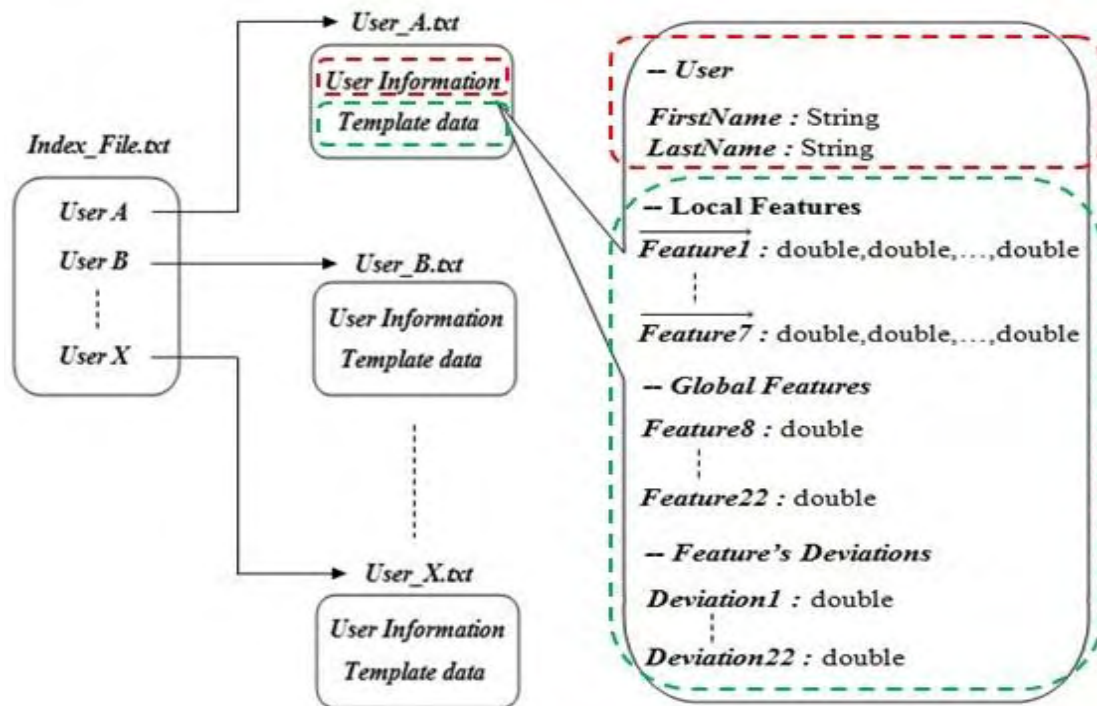 Index_File.txt
User A
User B
User X
User_A.txt
User Information
Template data
User_B.txt
User Information
Template data
User_X.txt
User Information
Template data
-- User
FirstName : String
LastName : String
-- Local Features
Feature1 : double,double,...,double
Feature7 : double,double,...,double
-- Global Features
Feature8 : double
Feature22 : double
-- Feature's Deviations
Deviation1 : double
Deviation22 : double